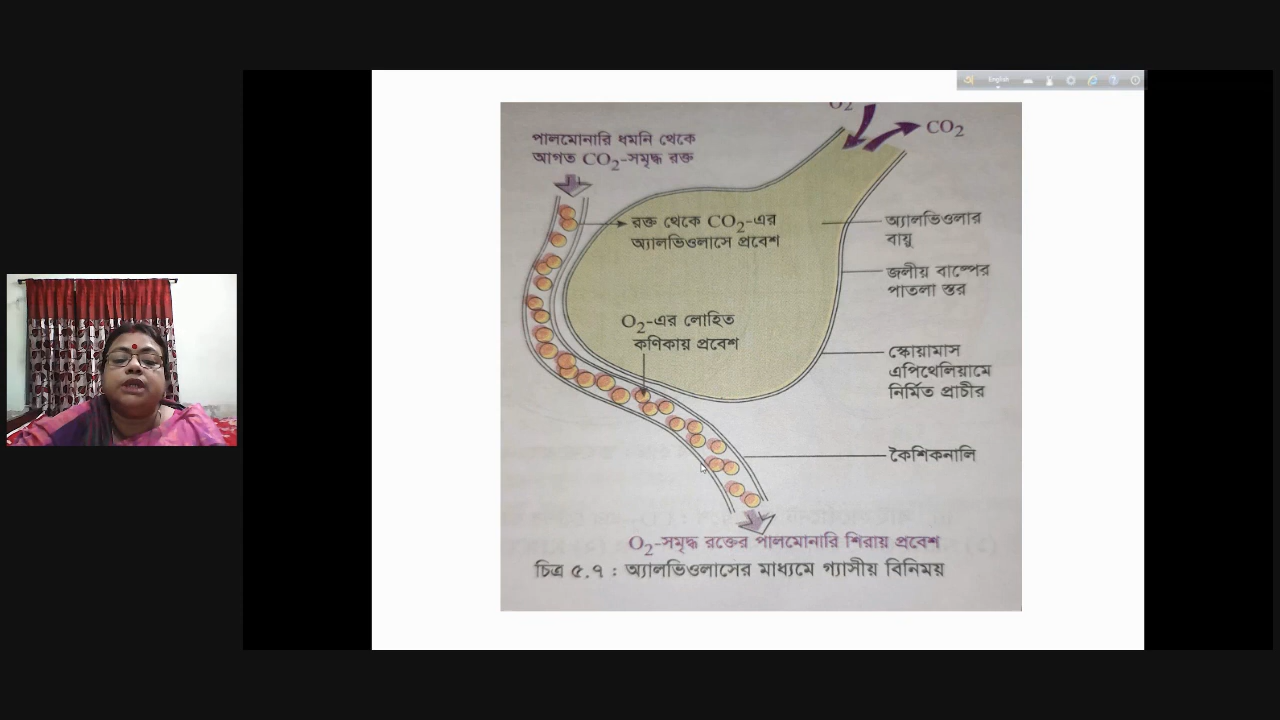 English
O2
CO2
পালমোনারি ধমনি থেকে
আগত CO2-সমৃদ্ধ রক্ত
রক্ত থেকে CO2-এর
অ্যালভিওলাসে প্রবেশ
অ্যালভিওলার
বায়ু
জলীয় বাষ্পের
পাতলা স্তর
O2-এর লোহিত
কণিকায় প্রবেশ
স্কোয়ামাস
এপিথেলিয়ামে
নির্মিত প্রাচীর
কৈশিকনালি
O2-সমৃদ্ধ রক্তের পালমোনারি শিরায় প্রবেশ
চিত্র ৫.৭ : অ্যালভিওলাসের মাধ্যমে গ্যাসীয় বিনিময়